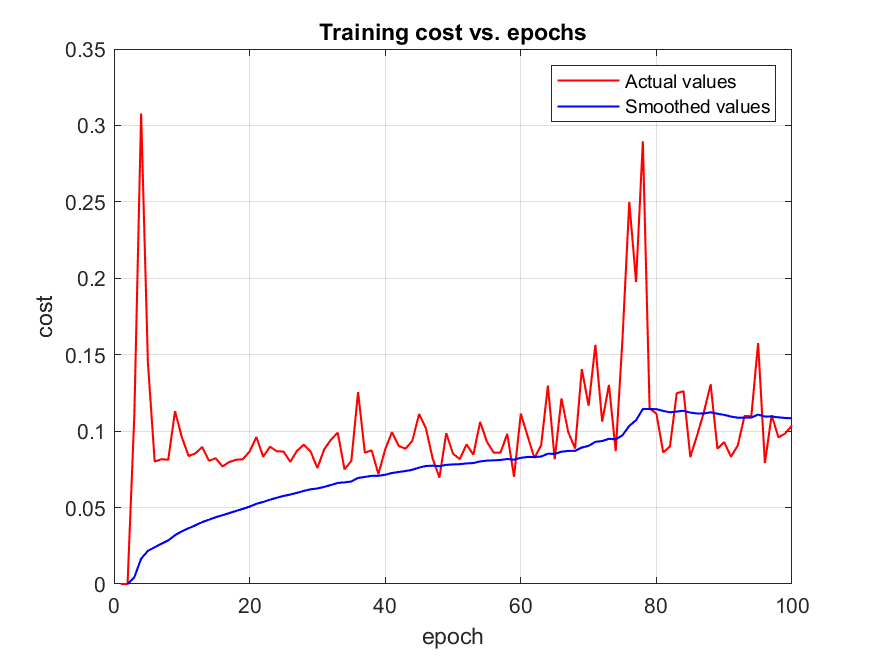 Training cost vs. epochs
0.35
0.3
0.25
0.2
0.15
0.1
0.05
0
cost
Actual values
Smoothed values
0 20 40 60 80 100
epoch